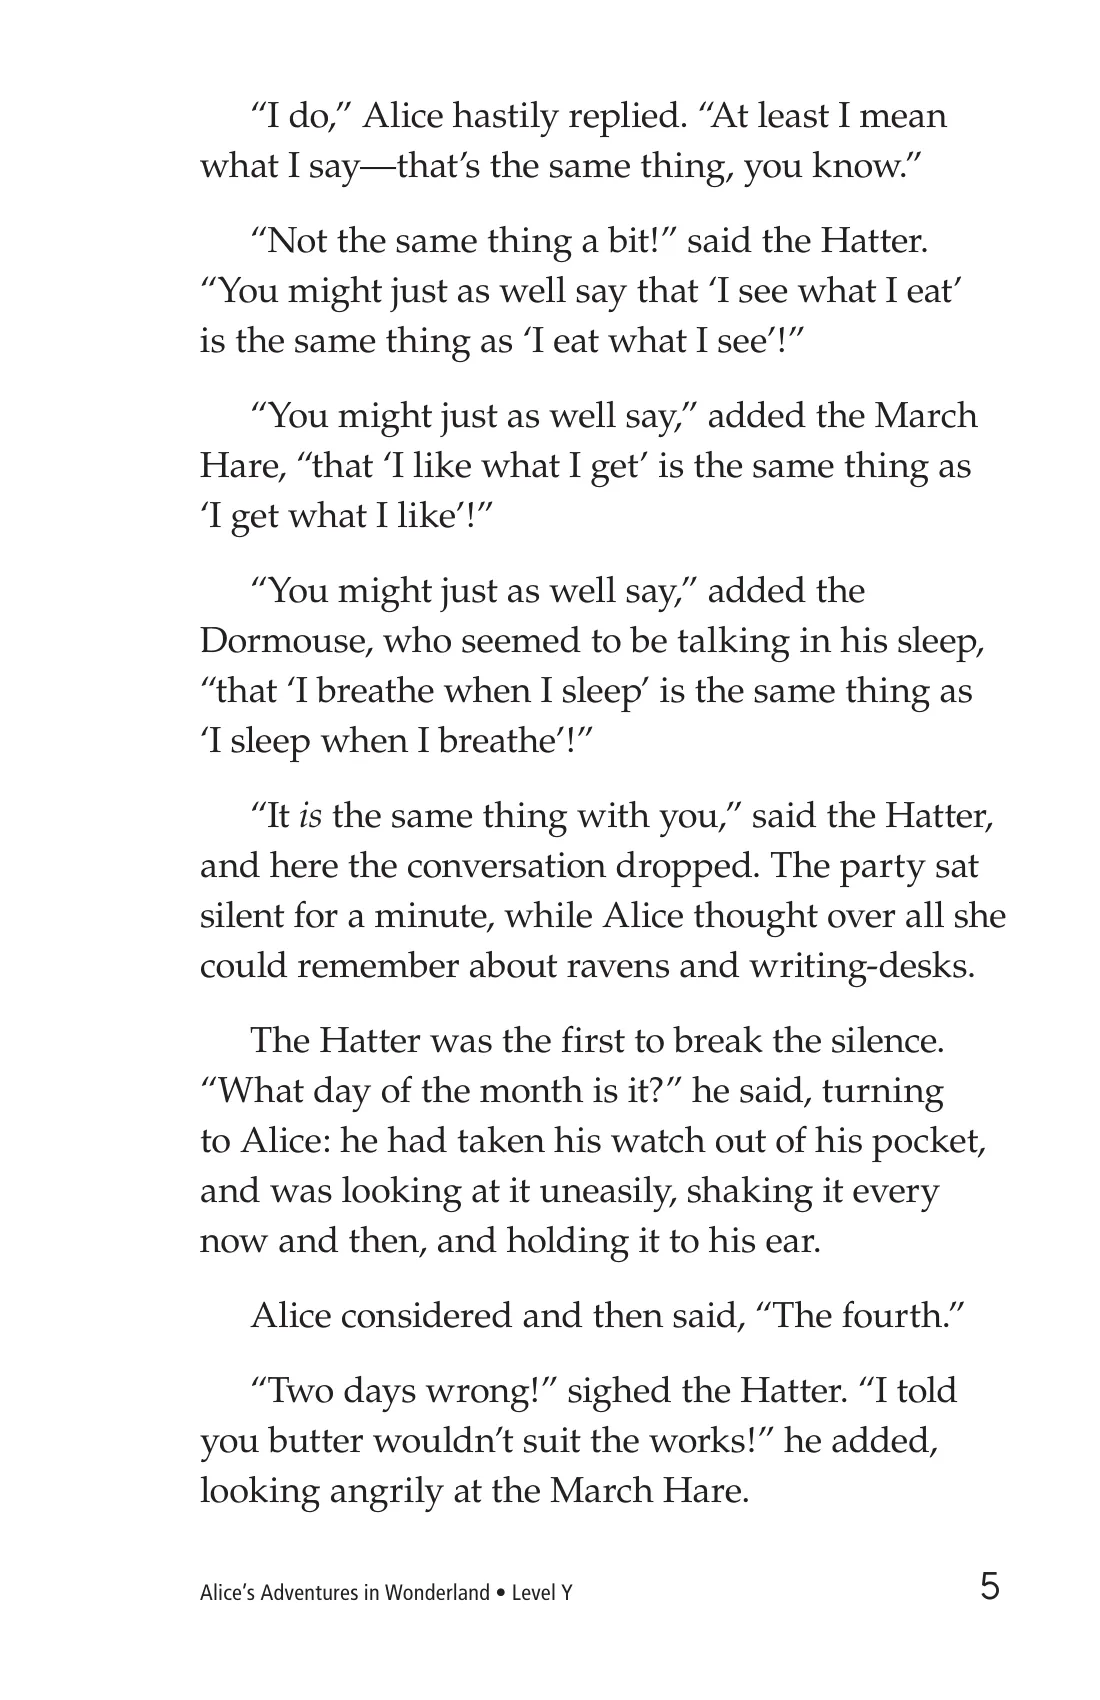 “I do,” Alice hastily replied. “At least I mean
what I say—that’s the same thing, you know.”
“Not the same thing a bit!” said the Hatter.
“You might just as well say that ‘I see what I eat’
is the same thing as ‘I eat what I see’!”
“You might just as well say,” added the March
Hare, “that ‘I like what I get’ is the same thing as
‘I get what I like’!”
“You might just as well say,” added the
Dormouse, who seemed to be talking in his sleep,
“that ‘I breathe when I sleep’ is the same thing as
‘I sleep when I breathe’!”
“It is the same thing with you,” said the Hatter,
and here the conversation dropped. The party sat
silent for a minute, while Alice thought over all she
could remember about ravens and writing-desks.
The Hatter was the first to break the silence.
“What day of the month is it?” he said, turning
to Alice: he had taken his watch out of his pocket,
and was looking at it uneasily, shaking it every
now and then, and holding it to his ear.
Alice considered and then said, “The fourth.”
“Two days wrong!” sighed the Hatter. “I told
you butter wouldn’t suit the works!” he added,
looking angrily at the March Hare.
Alice’s Adventures in Wonderland • Level Y 5